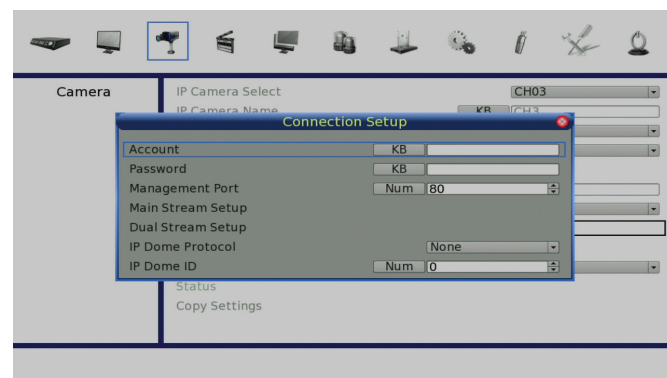 Camera
IP Camera Select CH03
IP Camera Name KB CH3
Connection Setup
Account KB
Password KB
Management Port Num 80
Main Stream Setup
Dual Stream Setup
IP Dome Protocol None
IP Dome ID Num 0
Status
Copy Settings